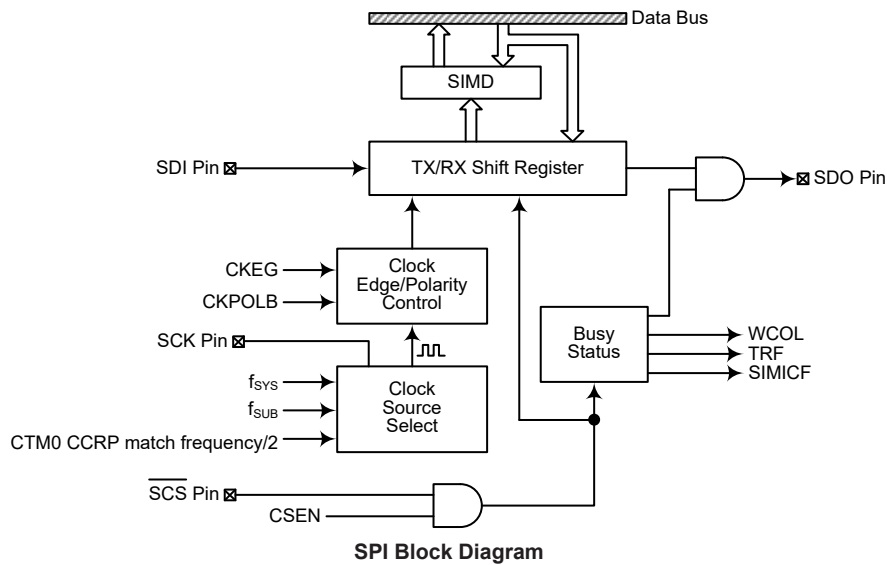 Data Bus
SIMD
SDI Pin
TX/RX Shift Register
SDO Pin
CKEG
CKPOLB
Clock
Edge/Polarity
Control
SCK Pin
Busy
Status
WCOL
TRF
SIMICF
fSYS
fSUB
CTM0 CCRP match frequency/2
Clock
Source
Select
SCS Pin
CSEN
SPI Block Diagram